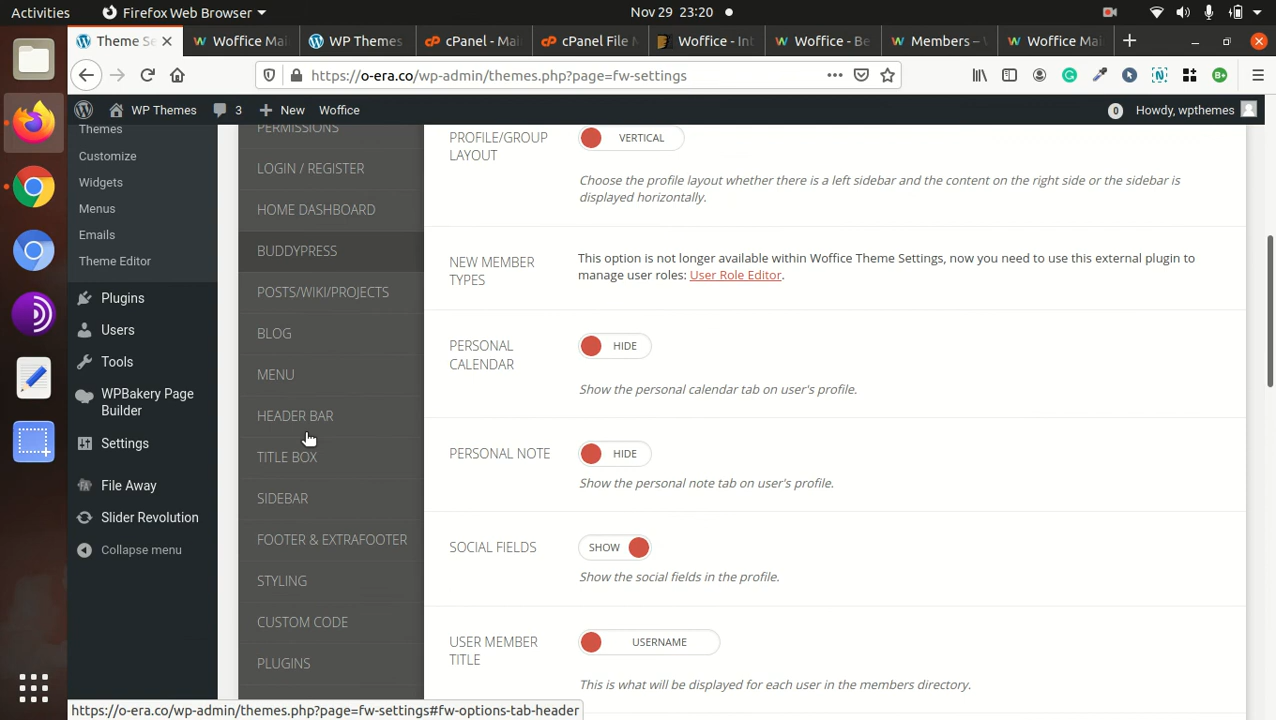 Activities
Firefox Web Browser
Nov 29 23:20
Theme Se
Woffice Mai
WP Themes
cPanel - Mai
cPanel File M
Woffice - Int
Woffice - Be
Members –
Woffice Mai
https://o-era.co/wp-admin/themes.php?page=fw-settings
WP Themes
3
New
Woffice
0
Howdy, wpthemes
Themes
Customize
Widgets
Menus
Emails
Theme Editor
Plugins
Users
Tools
WPBakery Page
Builder
Settings
File Away
Slider Revolution
Collapse menu
PERMISSIONS
LOGIN / REGISTER
HOME DASHBOARD
BUDDYPRESS
POSTS/WIKI/PROJECTS
BLOG
MENU
HEADER BAR
TITLE BOX
SIDEBAR
FOOTER & EXTRAFOOTER
STYLING
CUSTOM CODE
PLUGINS
PROFILE/GROUP
LAYOUT
VERTICAL
Choose the profile layout whether there is a left sidebar and the content on the right side or the sidebar is
displayed horizontally.
NEW MEMBER
TYPES
This option is not longer available within Woffice Theme Settings, now you need to use this external plugin to
manage user roles: User Role Editor.
PERSONAL
CALENDAR
HIDE
Show the personal calendar tab on user's profile.
PERSONAL NOTE
HIDE
Show the personal note tab on user's profile.
SOCIAL FIELDS
SHOW
Show the social fields in the profile.
USER MEMBER
TITLE
USERNAME
This is what will be displayed for each user in the members directory.
https://o-era.co/wp-admin/themes.php?page=fw-settings#fw-options-tab-header